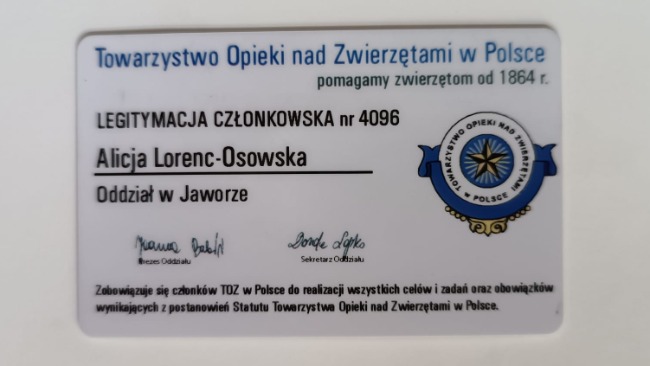 Towarzystwo Opieki nad Zwierzętami w Polsce
pomagamy zwierzętom od 1864 r.
LEGITYMACJA CZŁONKOWSKA nr 4096
Alicja Lorenc-Osowska
Oddział w Jaworze
TOWARZYSTWO OPIEKI NAD ZWIERZĘTAMI
W POLSCE
Prezes Oddziału
Sekretarz Oddziału
Zobowiązuje się członków TOZ w Polsce do realizacji wszystkich celów i zadań oraz obowiązków
wynikających z postanowień Statutu Towarzystwa Opieki nad Zwierzętami w Polsce.